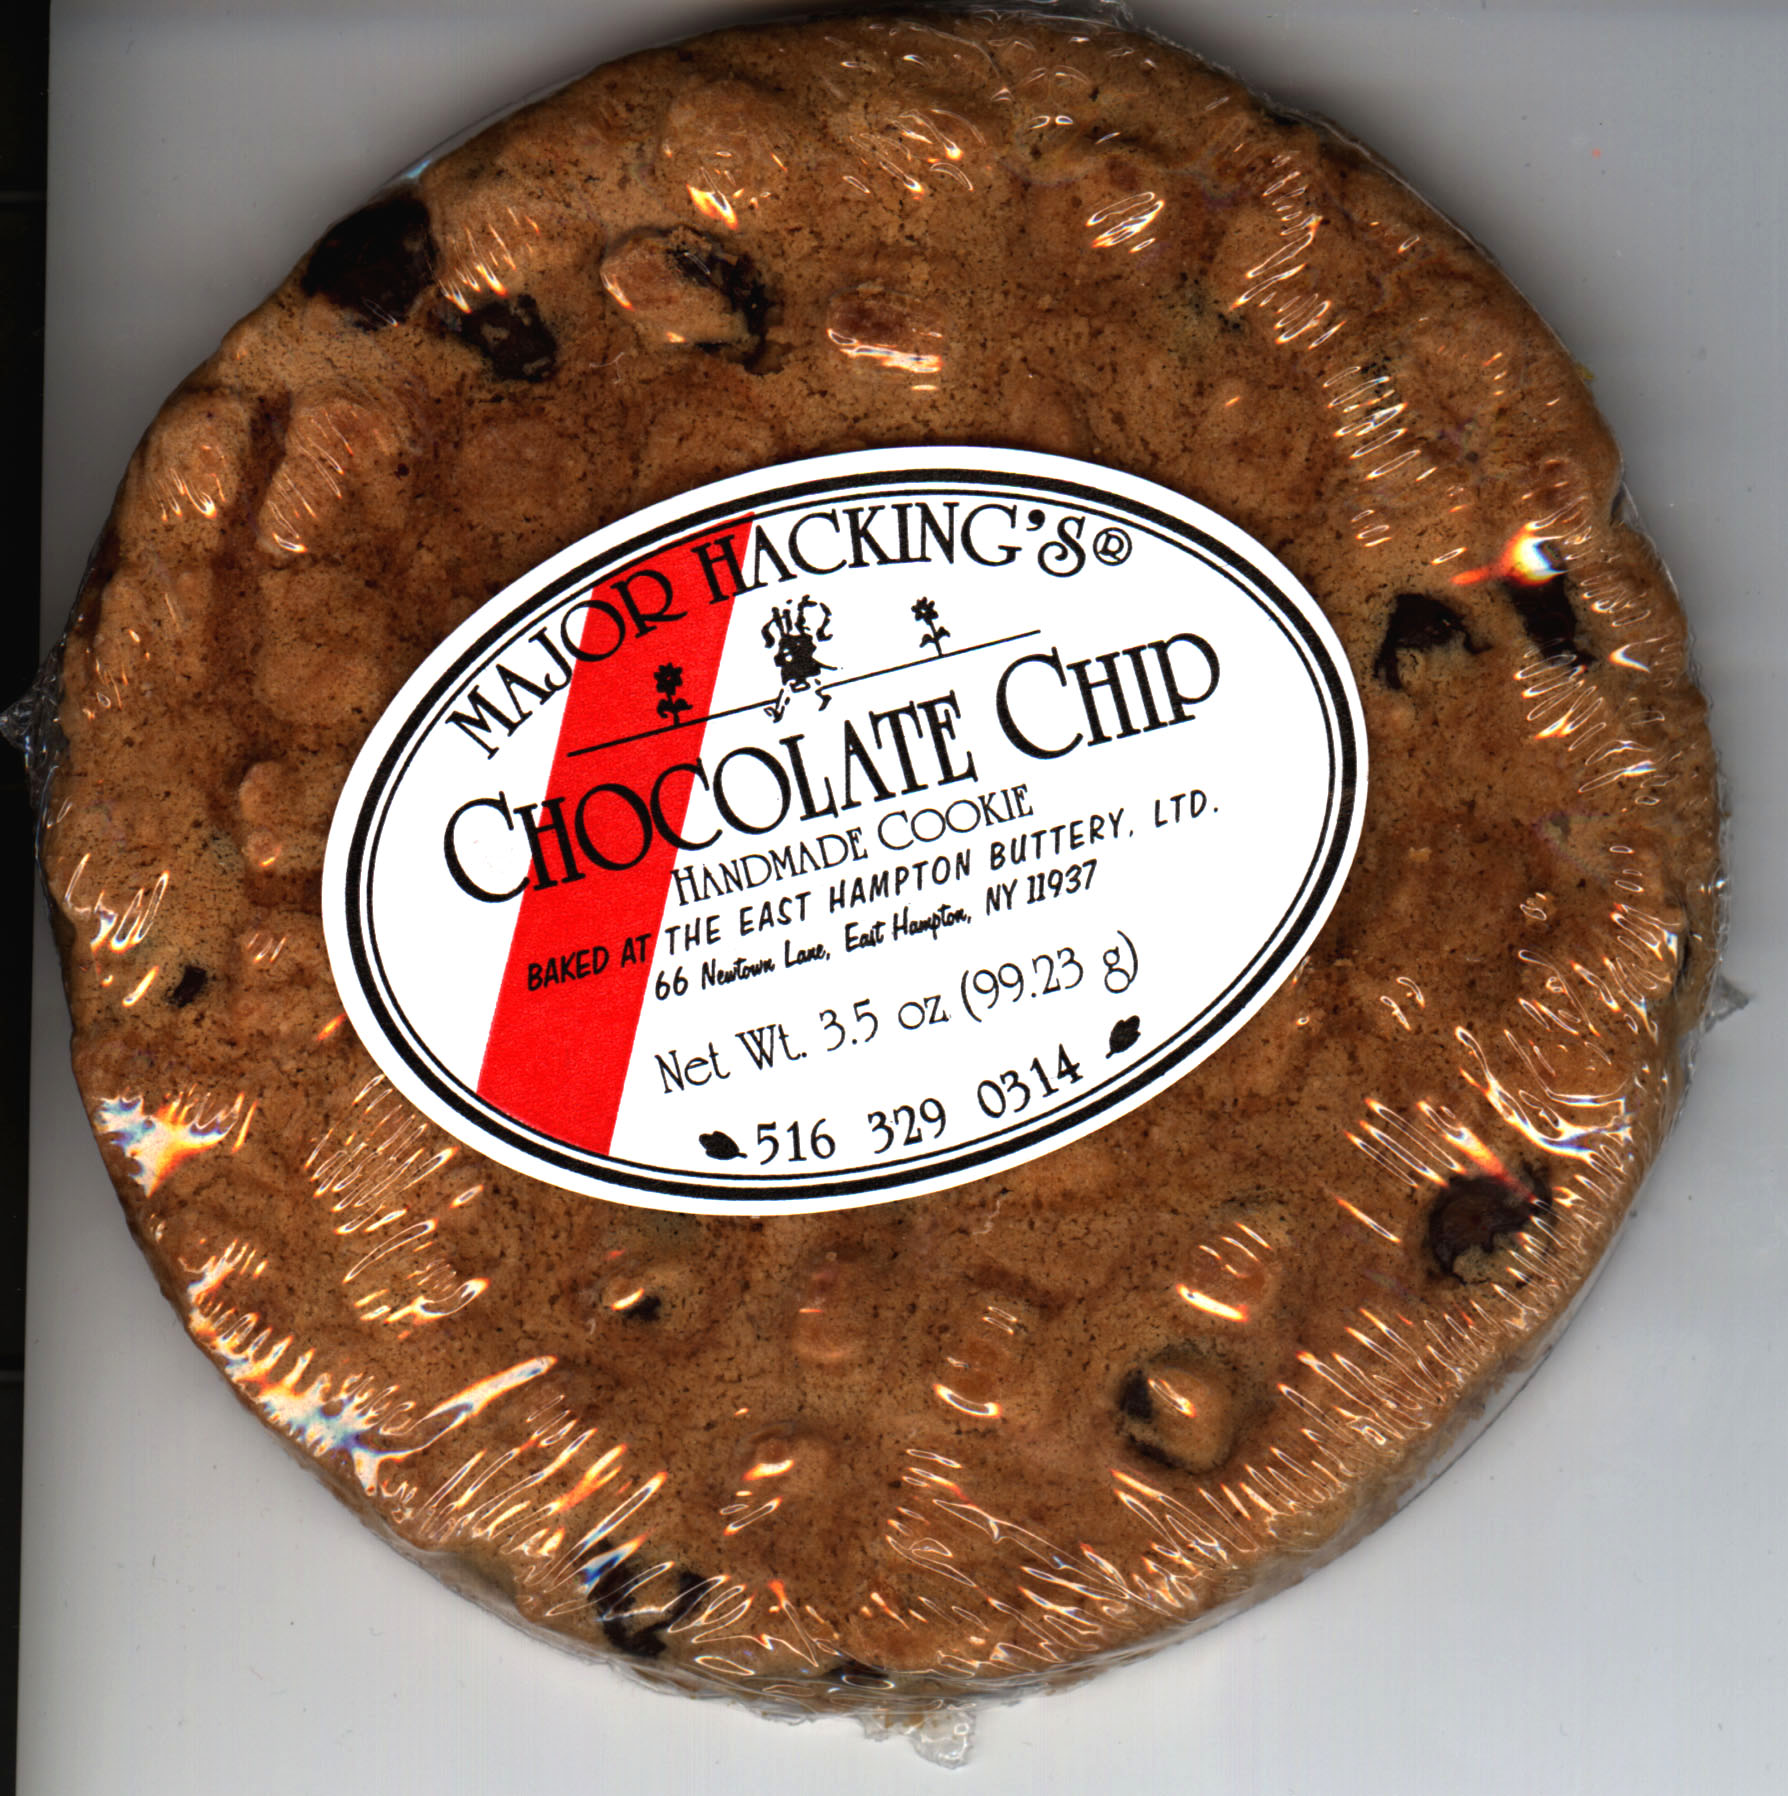 MAJOR HACKING'S®
CHOCOLATE CHIP
HANDMADE COOKIE
BAKED AT THE EAST HAMPTON BUTTERY, LTD.
66 Newtown Lane, East Hampton, NY 11937
Net Wt. 3.5 oz (99.23 g)
516 329 0314